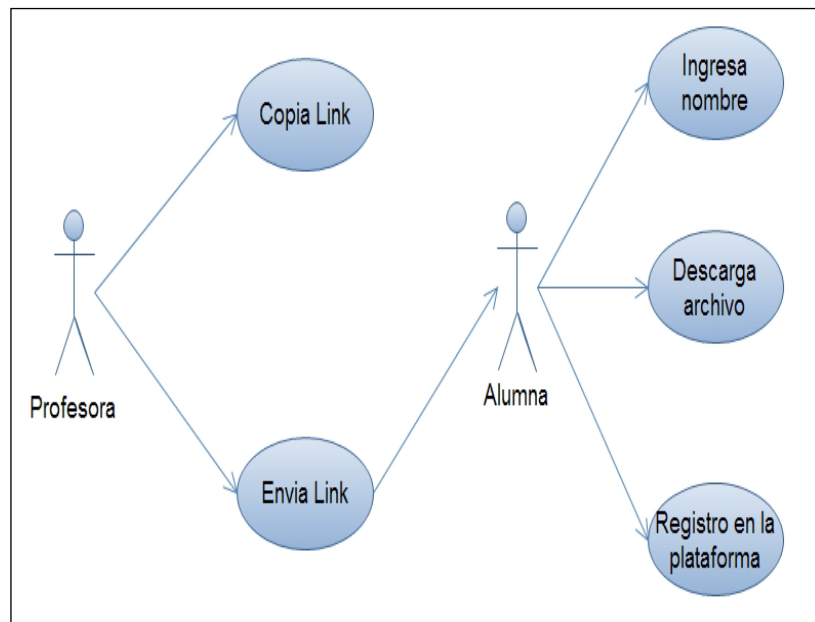 Copia Link
Profesora
Envia Link
Alumna
Ingresa
nombre
Descarga
archivo
Registro en la
plataforma